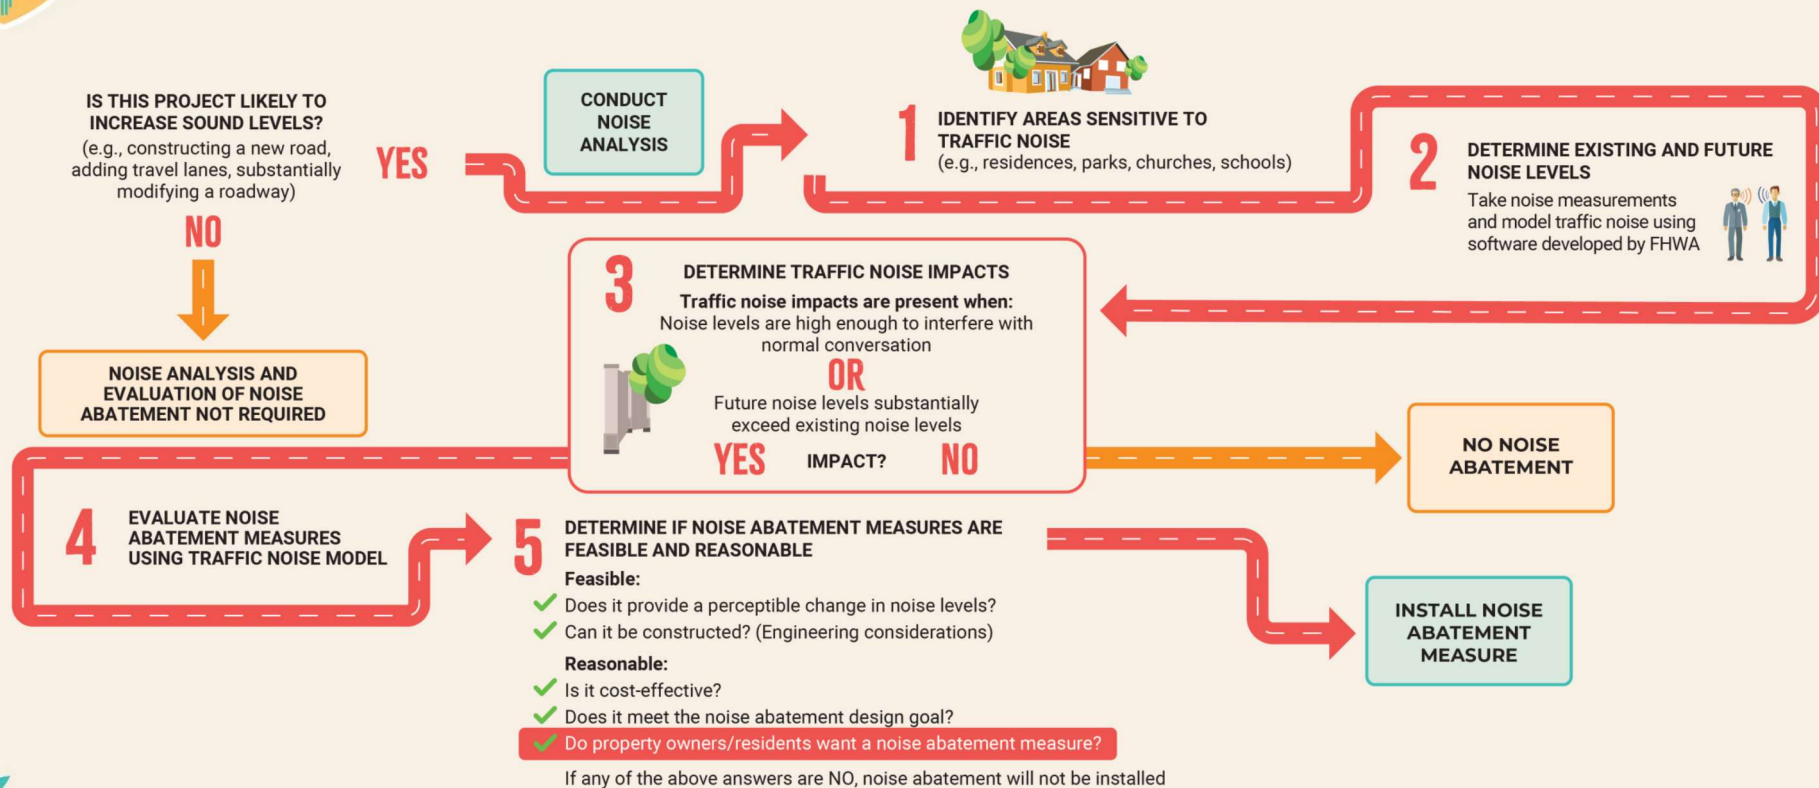 IS THIS PROJECT LIKELY TO
INCREASE SOUND LEVELS?
(e.g., constructing a new road,
adding travel lanes, substantially
modifying a roadway)
YES
NO
NOISE ANALYSIS AND
EVALUATION OF NOISE
ABATEMENT NOT REQUIRED
CONDUCT
NOISE
ANALYSIS
1
IDENTIFY AREAS SENSITIVE TO
TRAFFIC NOISE
(e.g., residences, parks, churches, schools)
2
DETERMINE EXISTING AND FUTURE
NOISE LEVELS
Take noise measurements
and model traffic noise using
software developed by FHWA
3
DETERMINE TRAFFIC NOISE IMPACTS
Traffic noise impacts are present when:
Noise levels are high enough to interfere with
normal conversation
OR
Future noise levels substantially
exceed existing noise levels
YES IMPACT? NO
NO NOISE
ABATEMENT
4
EVALUATE NOISE
ABATEMENT MEASURES
USING TRAFFIC NOISE MODEL
5
DETERMINE IF NOISE ABATEMENT MEASURES ARE
FEASIBLE AND REASONABLE
Feasible:
Does it provide a perceptible change in noise levels?
Can it be constructed? (Engineering considerations)
Reasonable:
Is it cost-effective?
Does it meet the noise abatement design goal?
Do property owners/residents want a noise abatement measure?
If any of the above answers are NO, noise abatement will not be installed
INSTALL NOISE
ABATEMENT
MEASURE